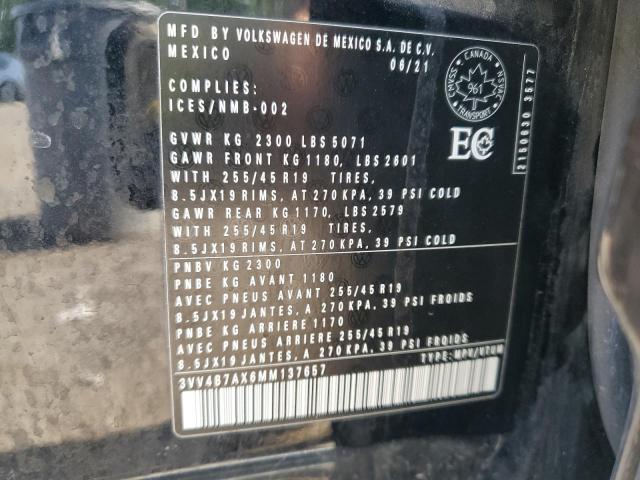 MFD BY VOLKSWAGEN DE MEXICO S.A. DE C.V.
MEXICO 06/21
COMPLIES:
ICES/NMB-002
GVWR KG 2300 LBS 5071
GAWR FRONT KG 1180, LBS 2601
WITH 255/45 R19 TIRES,
8.5JX19 RIMS, AT 270 KPA, 39 PSI COLD
GAWR REAR KG 1170, LBS 2579
WITH 255/45 R19 TIRES,
8.5JX19 RIMS, AT 270 KPA, 39 PSI COLD
PNBV KG 2300
PNBE KG AVANT 1180
AVEC PNEUS AVANT 255/45 R19
8.5JX19 JANTES, A 270 KPA, 39 PSI FROIDS
PNBE KG ARRIERE 1170
AVEC PNEUS ARRIERE 255/45 R19
8.5JX19 JANTES, A 270 KPA, 39 PSI FROIDS
TYPE: MPV/VTUM
3VV4B7AX6MM137657
CANADA
CMVSS
NSVAC
961
TRANSPORT
EC
2150030 3577